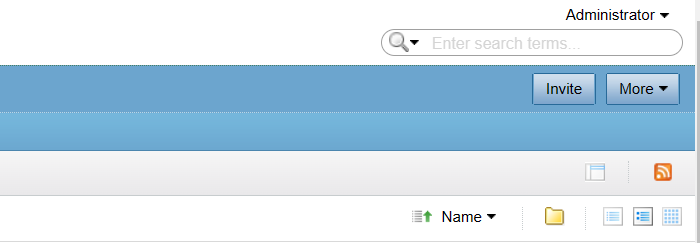 Administrator
Enter search terms...
Invite More
Name